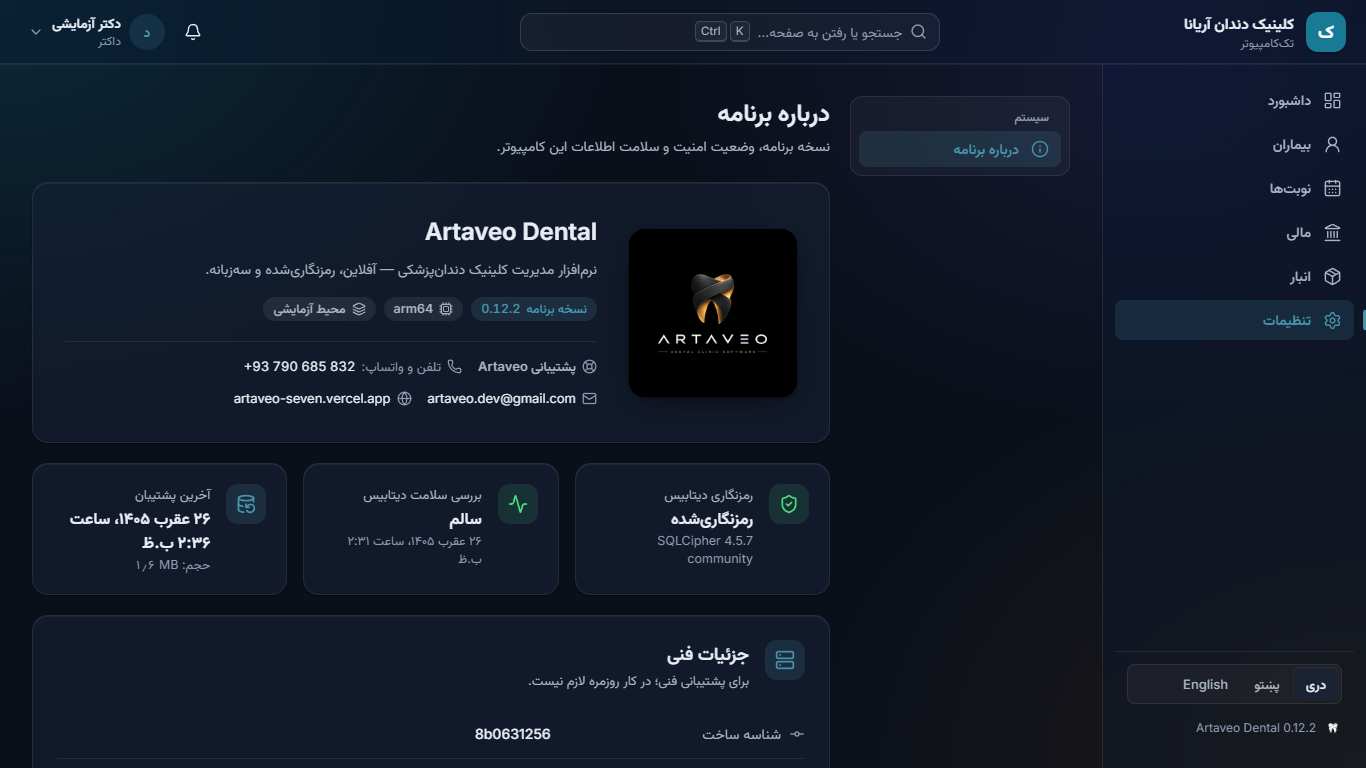 کلینیک دندان آریانا
تک‌کامپیوتر
جستجو یا رفتن به صفحه...
Ctrl K
دکتر آزمایشی
داکتر
د
ک
داشبورد
بیماران
نوبت‌ها
مالی
انبار
تنظیمات
سیستم
درباره برنامه
درباره برنامه
نسخه برنامه، وضعیت امنیت و سلامت اطلاعات این کامپیوتر.
ARTAVEO
DENTAL CLINIC SOFTWARE
Artaveo Dental
نرم‌افزار مدیریت کلینیک دندان‌پزشکی — آفلاین، رمزنگاری‌شده و سه‌زبانه.
نسخه برنامه 0.12.2
arm64
محیط آزمایشی
پشتیبانی Artaveo
تلفن و واتساپ: +93 790 685 832
artaveo.dev@gmail.com
artaveo-seven.vercel.app
رمزنگاری دیتابیس
رمزنگاری‌شده
SQLCipher 4.5.7
community
بررسی سلامت دیتابیس
سالم
۲۶ عقرب ۱۴۰۵، ساعت ۲:۳۱
ب.ظ
آخرین پشتیبان
۲۶ عقرب ۱۴۰۵، ساعت
۲:۳۶ ب.ظ
حجم: ۱٫۶ MB
جزئیات فنی
برای پشتیبانی فنی؛ در کار روزمره لازم نیست.
شناسه ساخت
8b0631256
دری
پښتو
English
Artaveo Dental 0.12.2